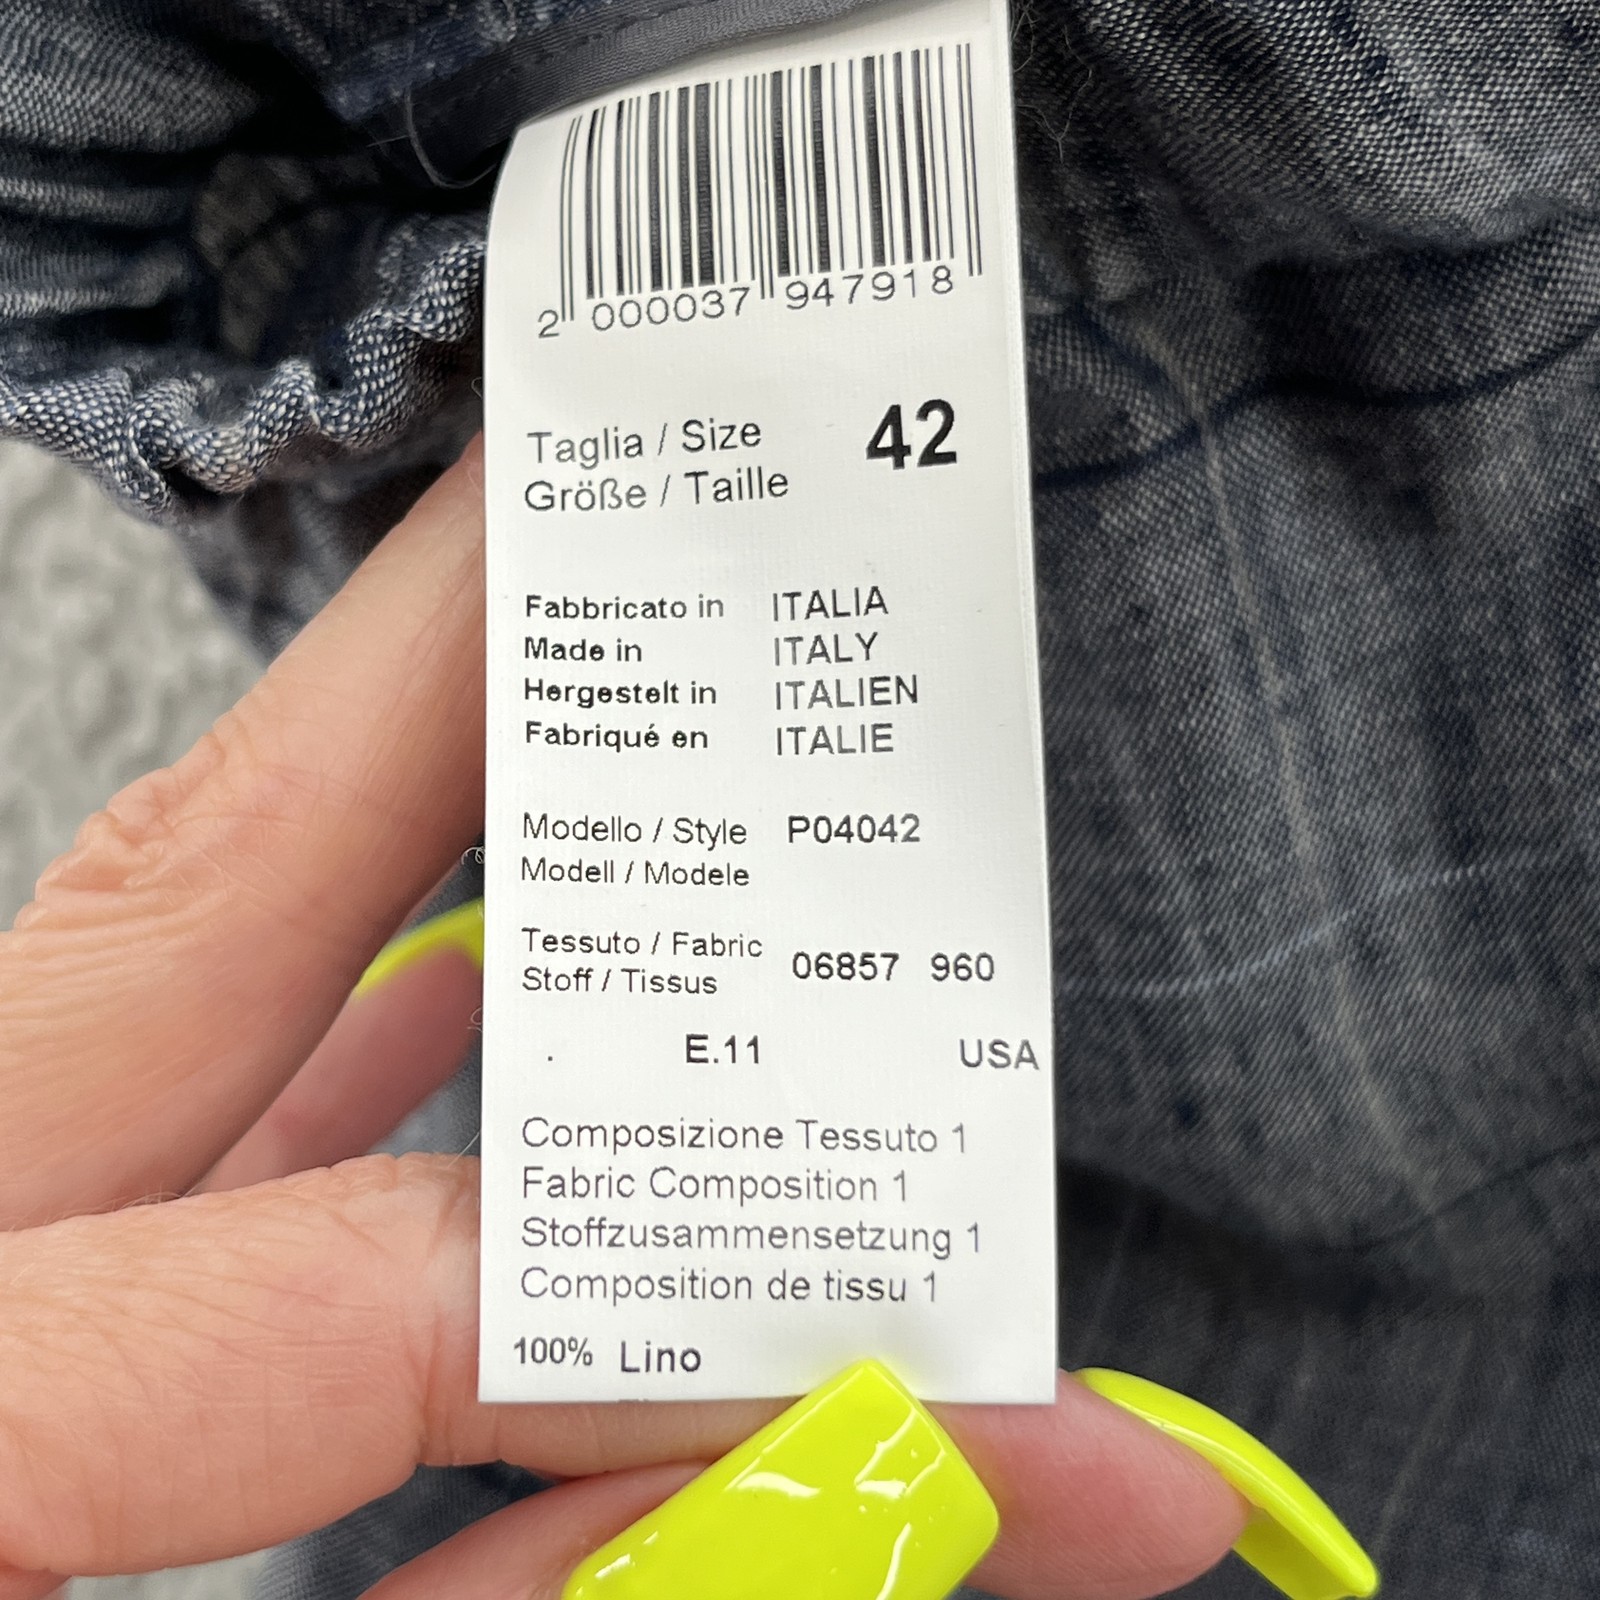 2 000037 947918
Taglia / Size 42
Größe / Taille
Fabbricato in ITALIA
Made in ITALY
Hergestelt in ITALIEN
Fabriqué en ITALIE
Modello / Style P04042
Modell / Modele
Tessuto / Fabric 06857 960
Stoff / Tissus
. E.11 USA
Composizione Tessuto 1
Fabric Composition 1
Stoffzusammensetzung 1
Composition de tissu 1
100% Lino